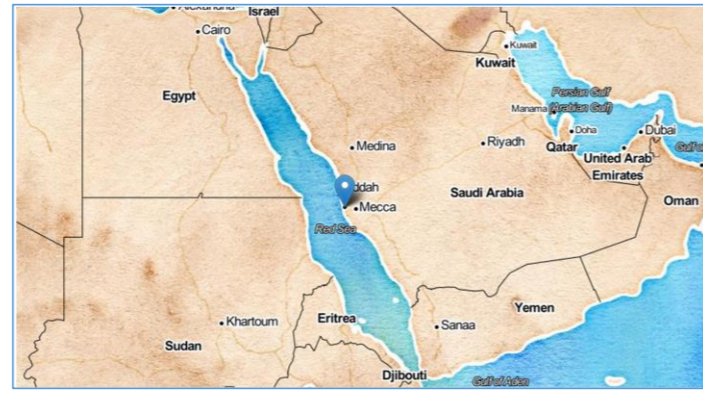 Israel
Cairo
Kuwait
Kuwait
Egypt
Persian Gulf
Manama
(Arabian Gulf)
Medina
Riyadh
Doha
Dubai
Qatar
United Arab
Emirates
Saudi Arabia
Mecca
Oman
Red Sea
Khartoum
Eritrea
Sanaa
Yemen
Sudan
Djibouti
Gulf of Aden